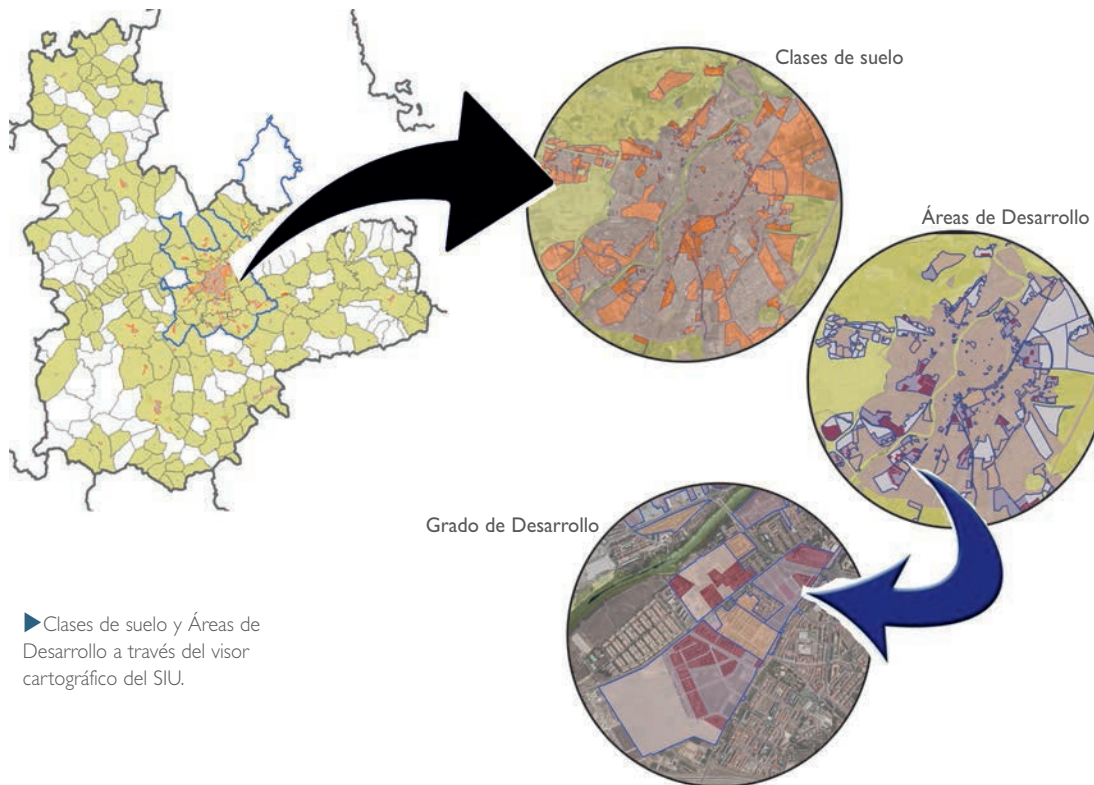 Clases de suelo
Áreas de Desarrollo
Grado de Desarrollo
▶Clases de suelo y Áreas de
Desarrollo a través del visor
cartográfico del SIU.